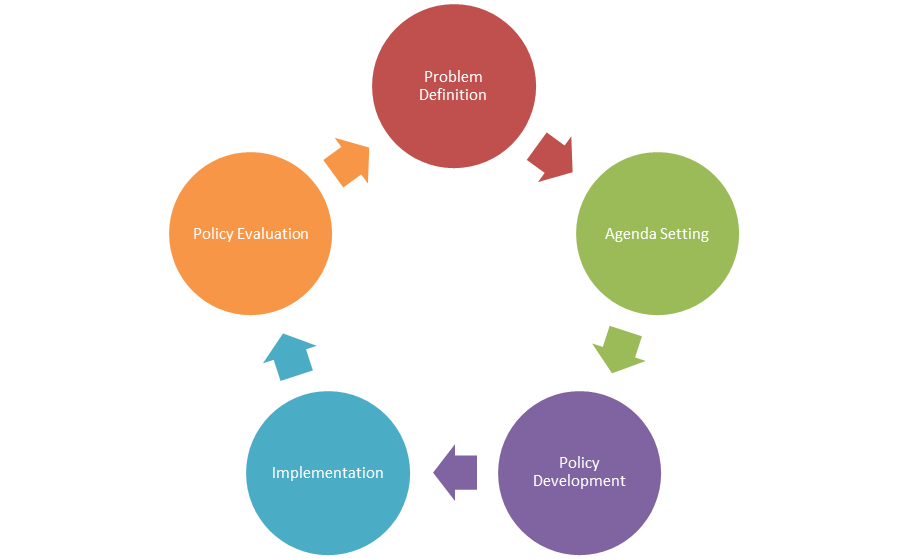 Problem
Definition
Agenda Setting
Policy
Development
Implementation
Policy Evaluation